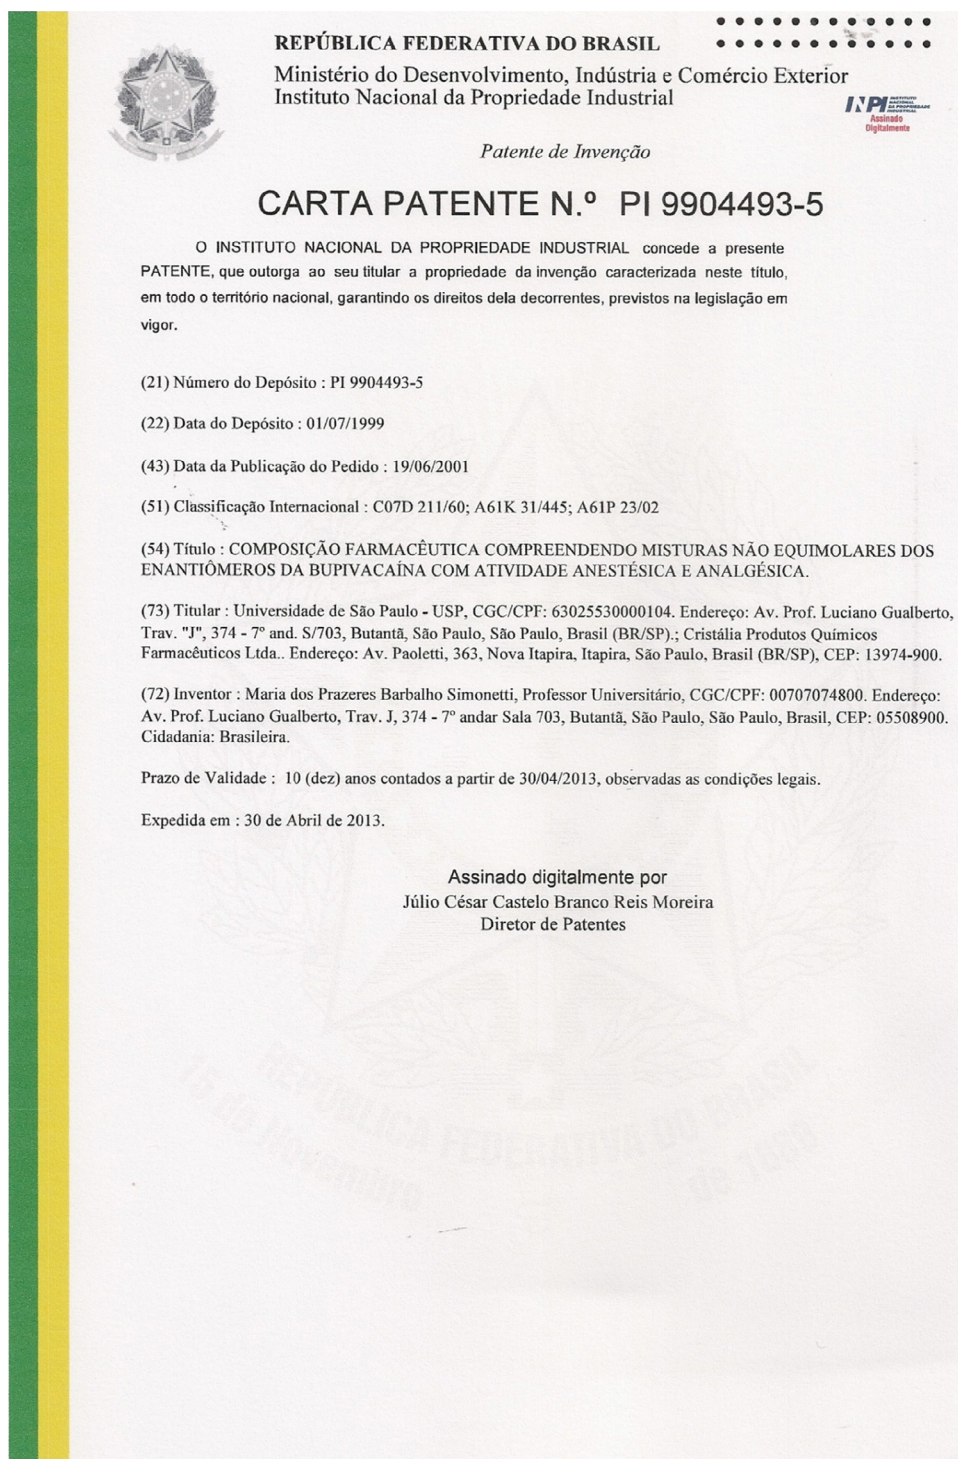 REPÚBLICA FEDERATIVA DO BRASIL
Ministério do Desenvolvimento, Indústria e Comércio Exterior
Instituto Nacional da Propriedade Industrial
INPI INSTITUTO
NACIONAL
DA PROPRIEDADE
INDUSTRIAL
Assinado
Digitalmente
Patente de Invenção
CARTA PATENTE N.º PI 9904493-5
O INSTITUTO NACIONAL DA PROPRIEDADE INDUSTRIAL concede a presente
PATENTE, que outorga ao seu titular a propriedade da invenção caracterizada neste título,
em todo o território nacional, garantindo os direitos dela decorrentes, previstos na legislação em
vigor.
(21) Número do Depósito : PI 9904493-5
(22) Data do Depósito : 01/07/1999
(43) Data da Publicação do Pedido : 19/06/2001
(51) Classificação Internacional : C07D 211/60; A61K 31/445; A61P 23/02
(54) Título : COMPOSIÇÃO FARMACÊUTICA COMPREENDENDO MISTURAS NÃO EQUIMOLARES DOS
ENANTIÔMEROS DA BUPIVACAÍNA COM ATIVIDADE ANESTÉSICA E ANALGÉSICA.
(73) Titular : Universidade de São Paulo - USP, CGC/CPF: 63025530000104. Endereço: Av. Prof. Luciano Gualberto,
Trav. "J", 374 - 7º and. S/703, Butantã, São Paulo, São Paulo, Brasil (BR/SP).; Cristália Produtos Químicos
Farmacêuticos Ltda.. Endereço: Av. Paoletti, 363, Nova Itapira, Itapira, São Paulo, Brasil (BR/SP), CEP: 13974-900.
(72) Inventor : Maria dos Prazeres Barbalho Simonetti, Professor Universitário, CGC/CPF: 00707074800. Endereço:
Av. Prof. Luciano Gualberto, Trav. J, 374 - 7º andar Sala 703, Butantã, São Paulo, São Paulo, Brasil, CEP: 05508900.
Cidadania: Brasileira.
Prazo de Validade : 10 (dez) anos contados a partir de 30/04/2013, observadas as condições legais.
Expedida em : 30 de Abril de 2013.
Assinado digitalmente por
Júlio César Castelo Branco Reis Moreira
Diretor de Patentes
REPÚBLICA FEDERATIVA DO BRASIL
15 de Novembro de 1889